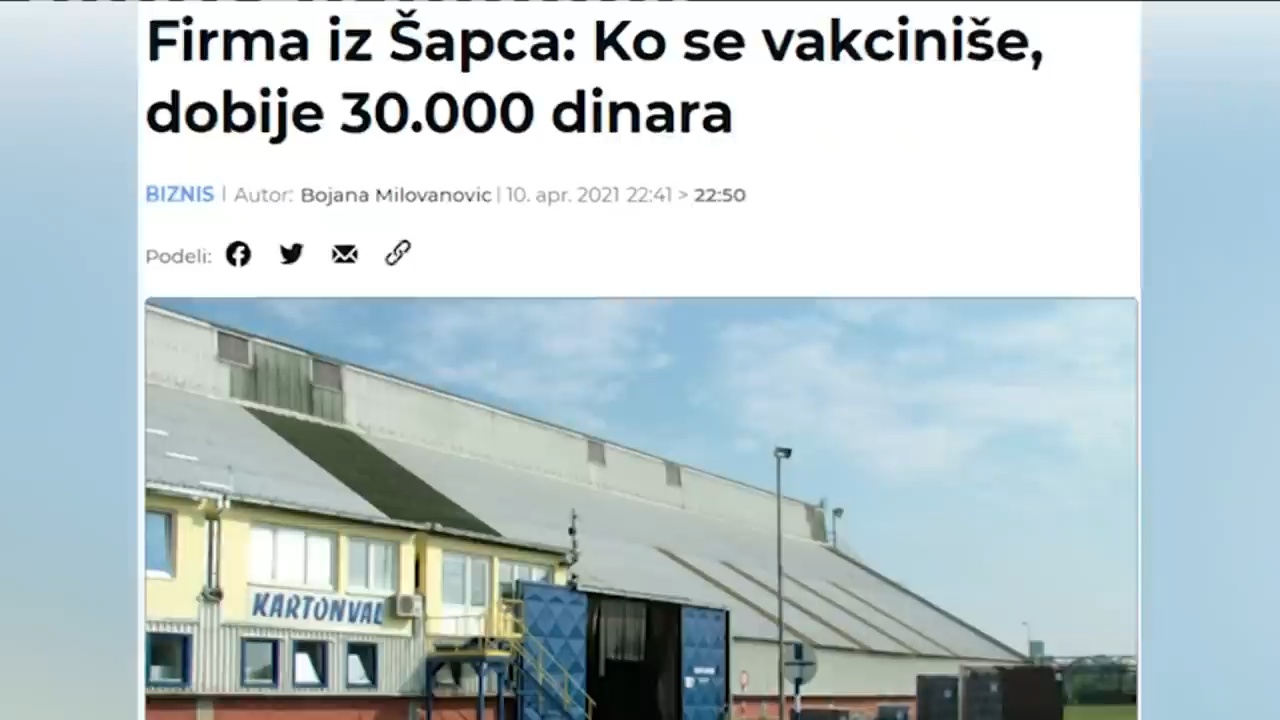 Firma iz Šapca: Ko se vakciniše,
dobije 30.000 dinara
BIZNIS | Autor: Bojana Milovanovic | 10. apr. 2021 22:41 > 22:50
Podeli:
KARTONVAL